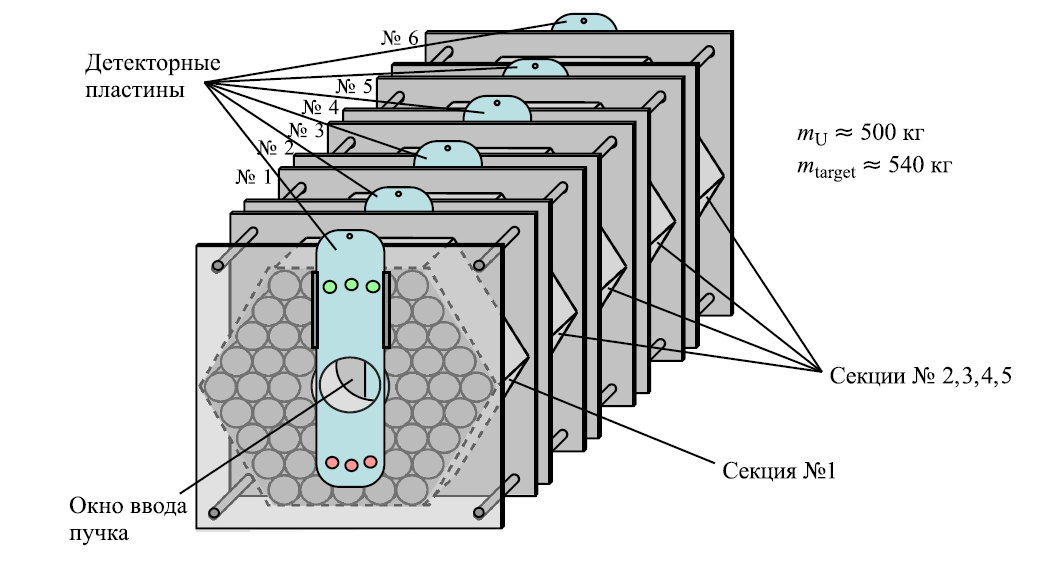 № 6
Детекторные
пластины
№ 5
№ 4
№ 3
№ 2
№ 1
m_U ≈ 500 кг
m_target ≈ 540 кг
Секции № 2,3,4,5
Секция №1
Окно ввода
пучка